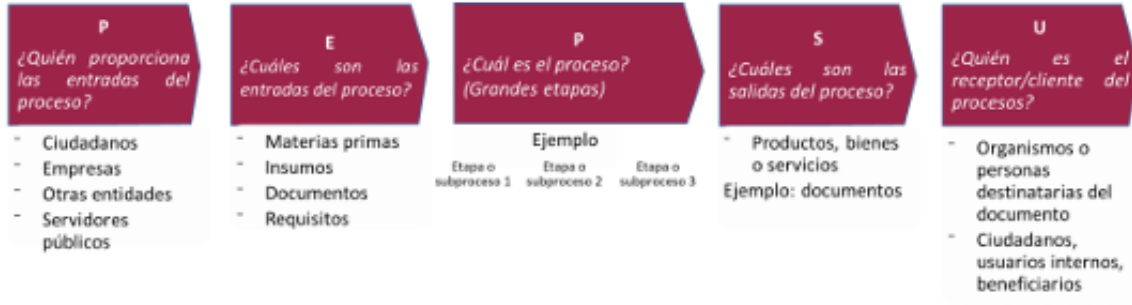 P
¿Quién proporciona
las entradas del
proceso?
- Ciudadanos
- Empresas
- Otras entidades
- Servidores
públicos
E
¿Cuáles son las
entradas del proceso?
- Materias primas
- Insumos
- Documentos
- Requisitos
P
¿Cuál es el proceso?
(Grandes etapas)
Ejemplo
Etapa o
subproceso 1
Etapa o
subproceso 2
Etapa o
subproceso 3
S
¿Cuáles son las
salidas del proceso?
- Productos, bienes
o servicios
Ejemplo: documentos
U
¿Quién es el
receptor/cliente del
procesos?
- Organismos o
personas
destinatarias del
documento
- Ciudadanos,
usuarios internos,
beneficiarios